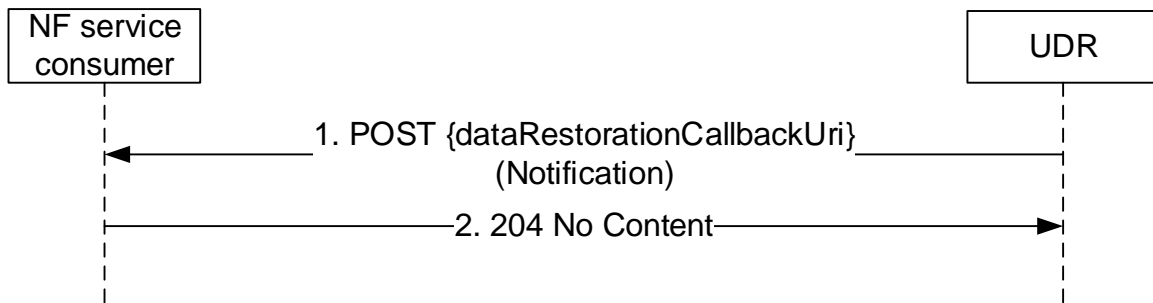 NF service
consumer
UDR
1. POST {dataRestorationCallbackUri}
(Notification)
2. 204 No Content